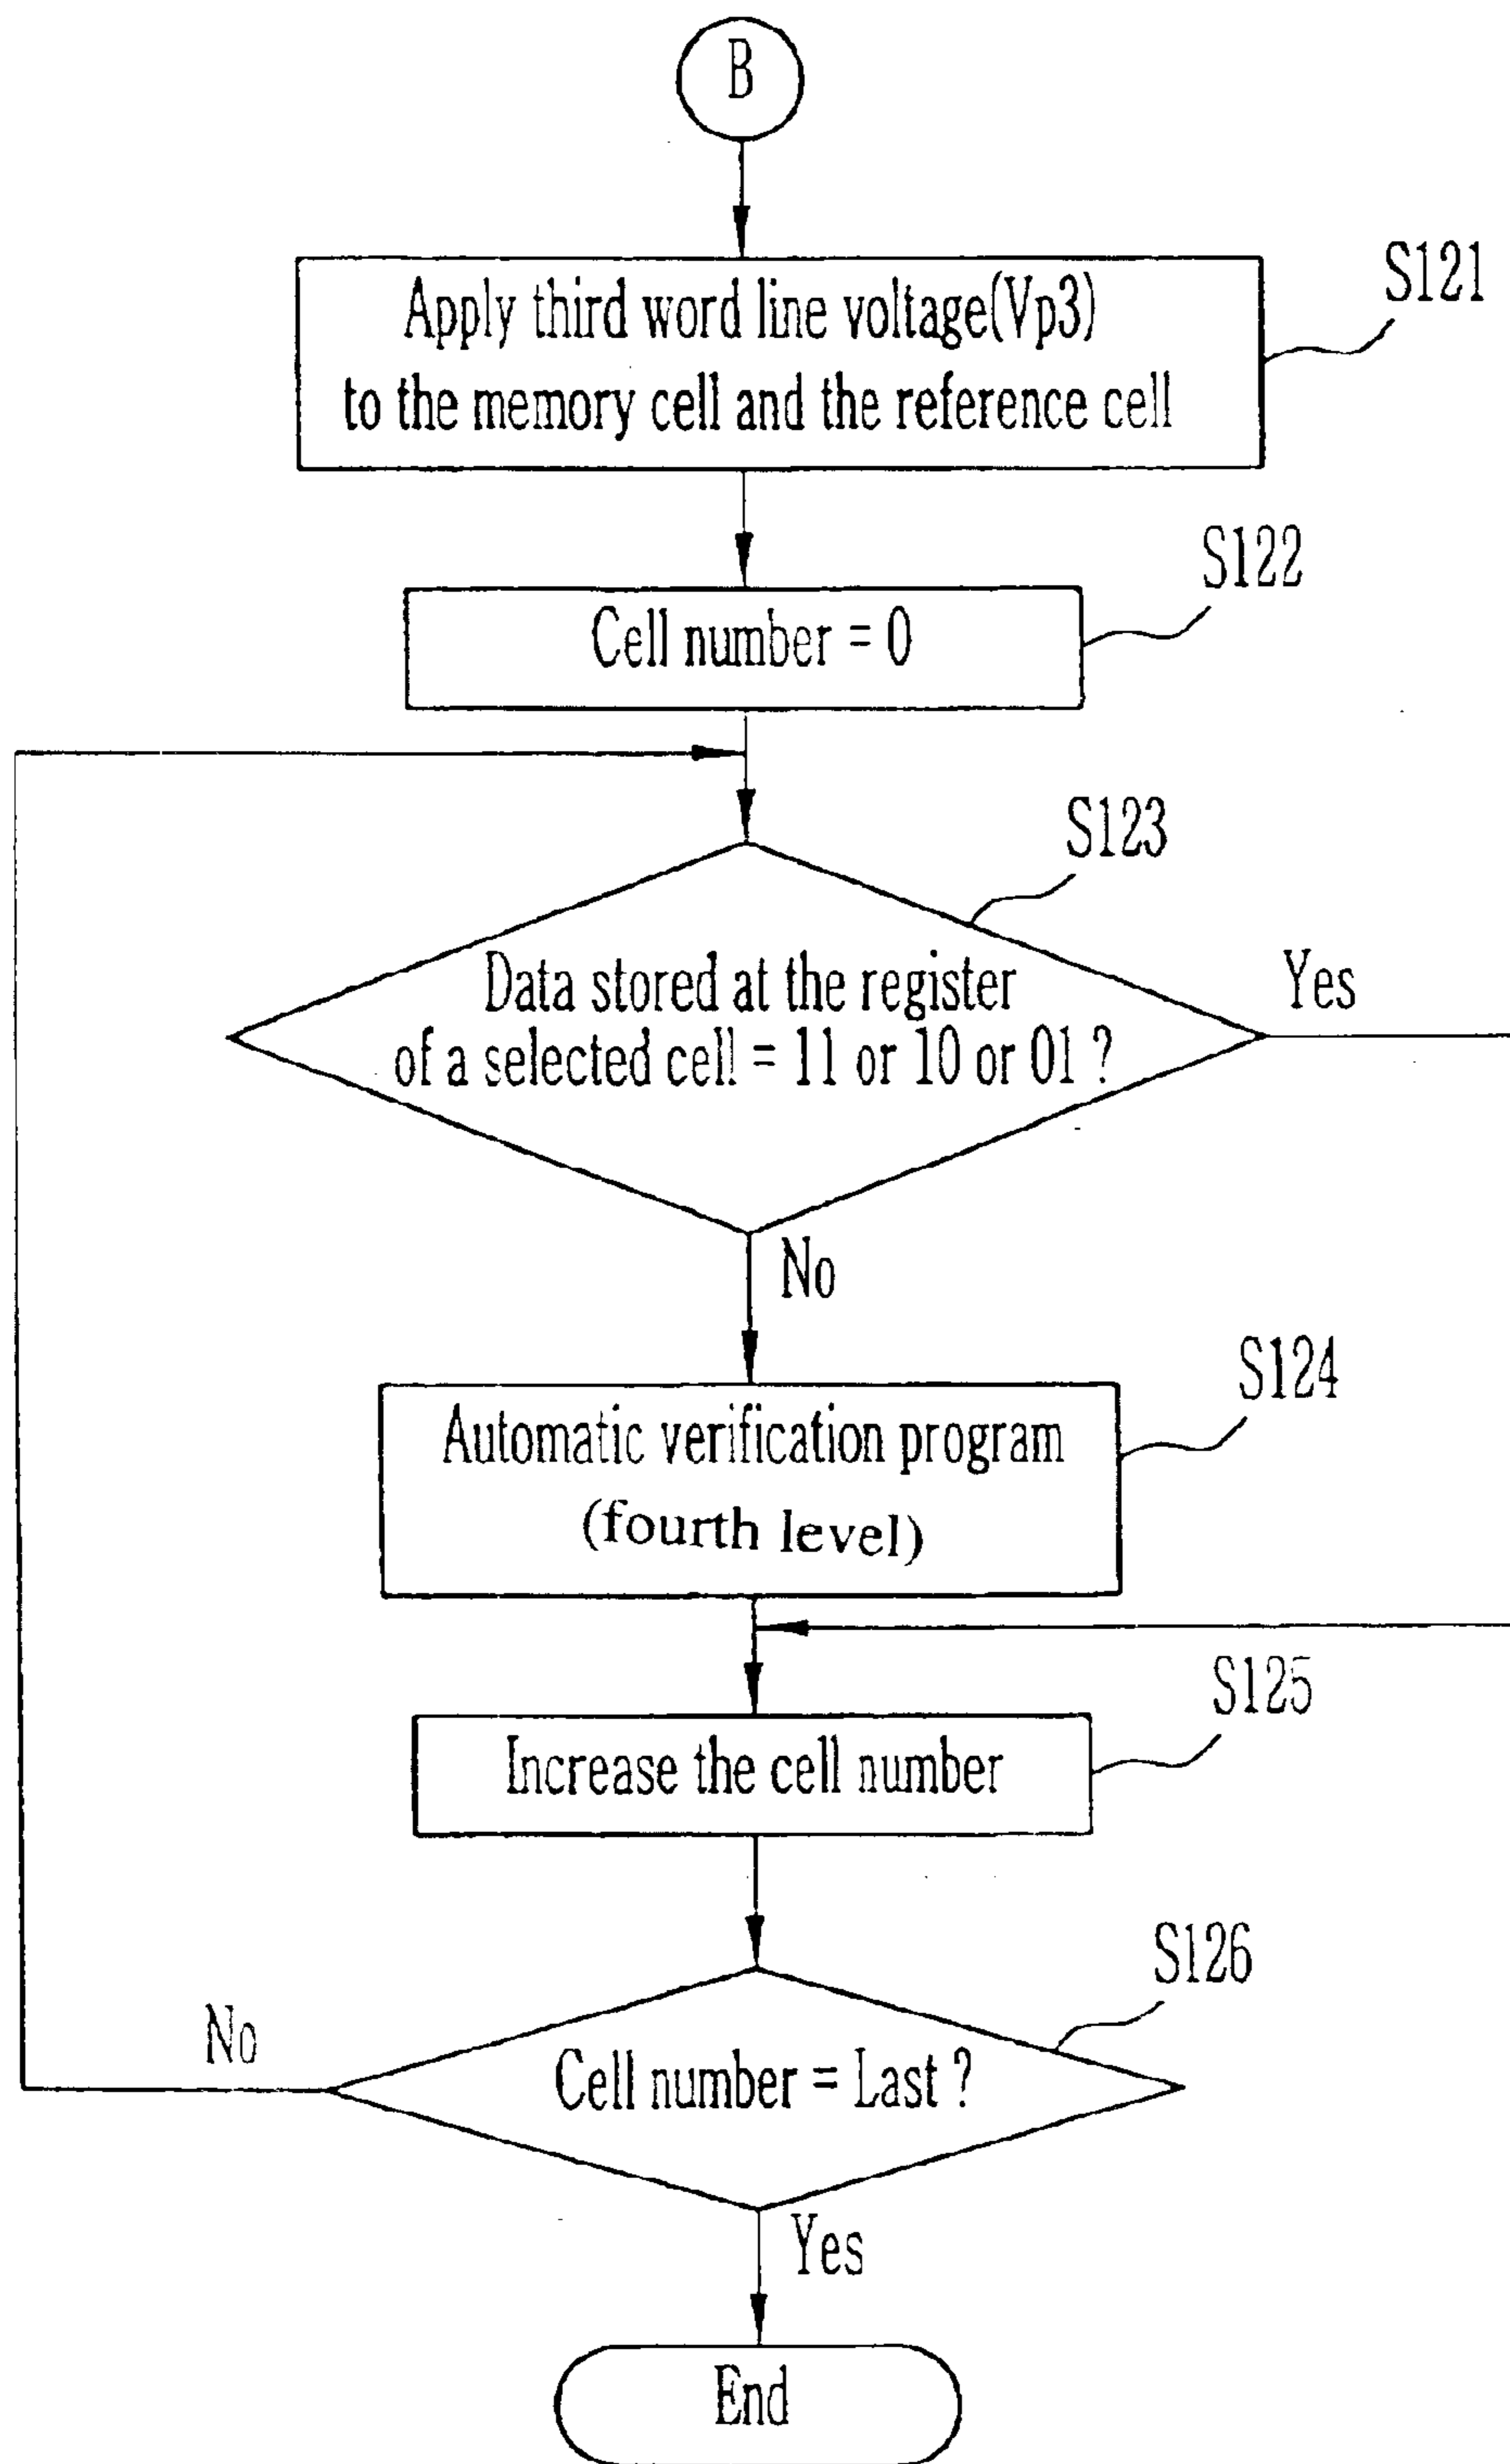 B
Apply third word line voltage(Vp3)
to the memory cell and the reference cell
S121
Cell number = 0
S122
S123
Data stored at the register
of a selected cell = 11 or 10 or 01 ?
Yes
No
Automatic verification program
(fourth level)
S124
Increase the cell number
S125
S126
Cell number = Last ?
No
Yes
End